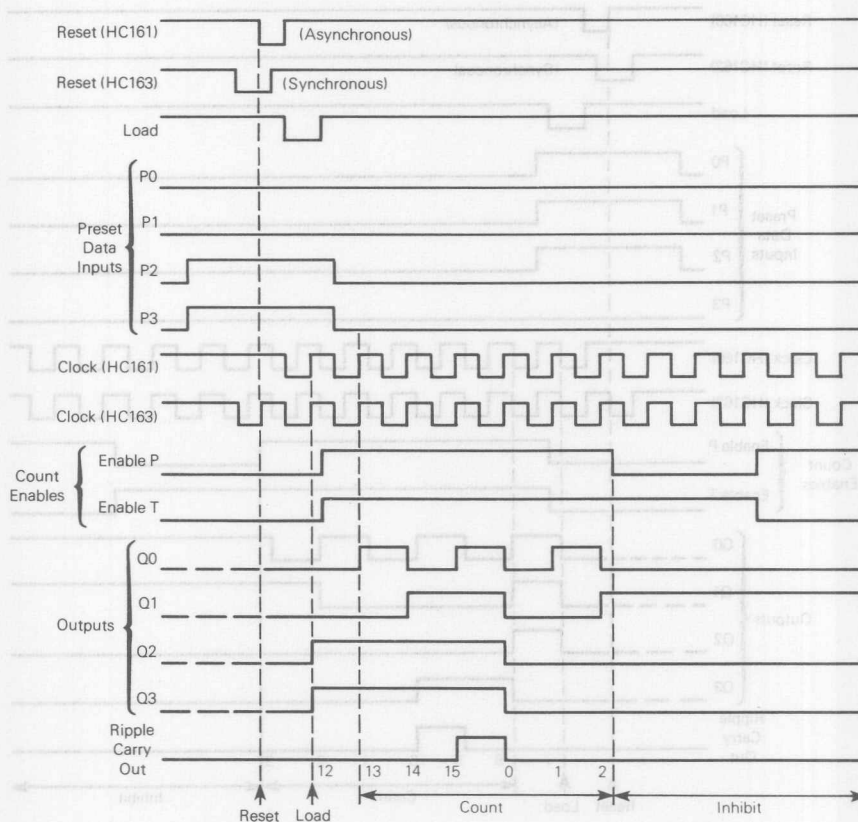 Reset (HC161)
(Asynchronous)
Reset (HC163)
(Synchronous)
Load
P0
P1
Preset
Data
Inputs
P2
P3
Clock (HC161)
Clock (HC163)
Enable P
Count
Enables
Enable T
Q0
Q1
Outputs
Q2
Q3
Ripple
Carry
Out
12 13 14 15 0 1 2
Count
Inhibit
Reset Load